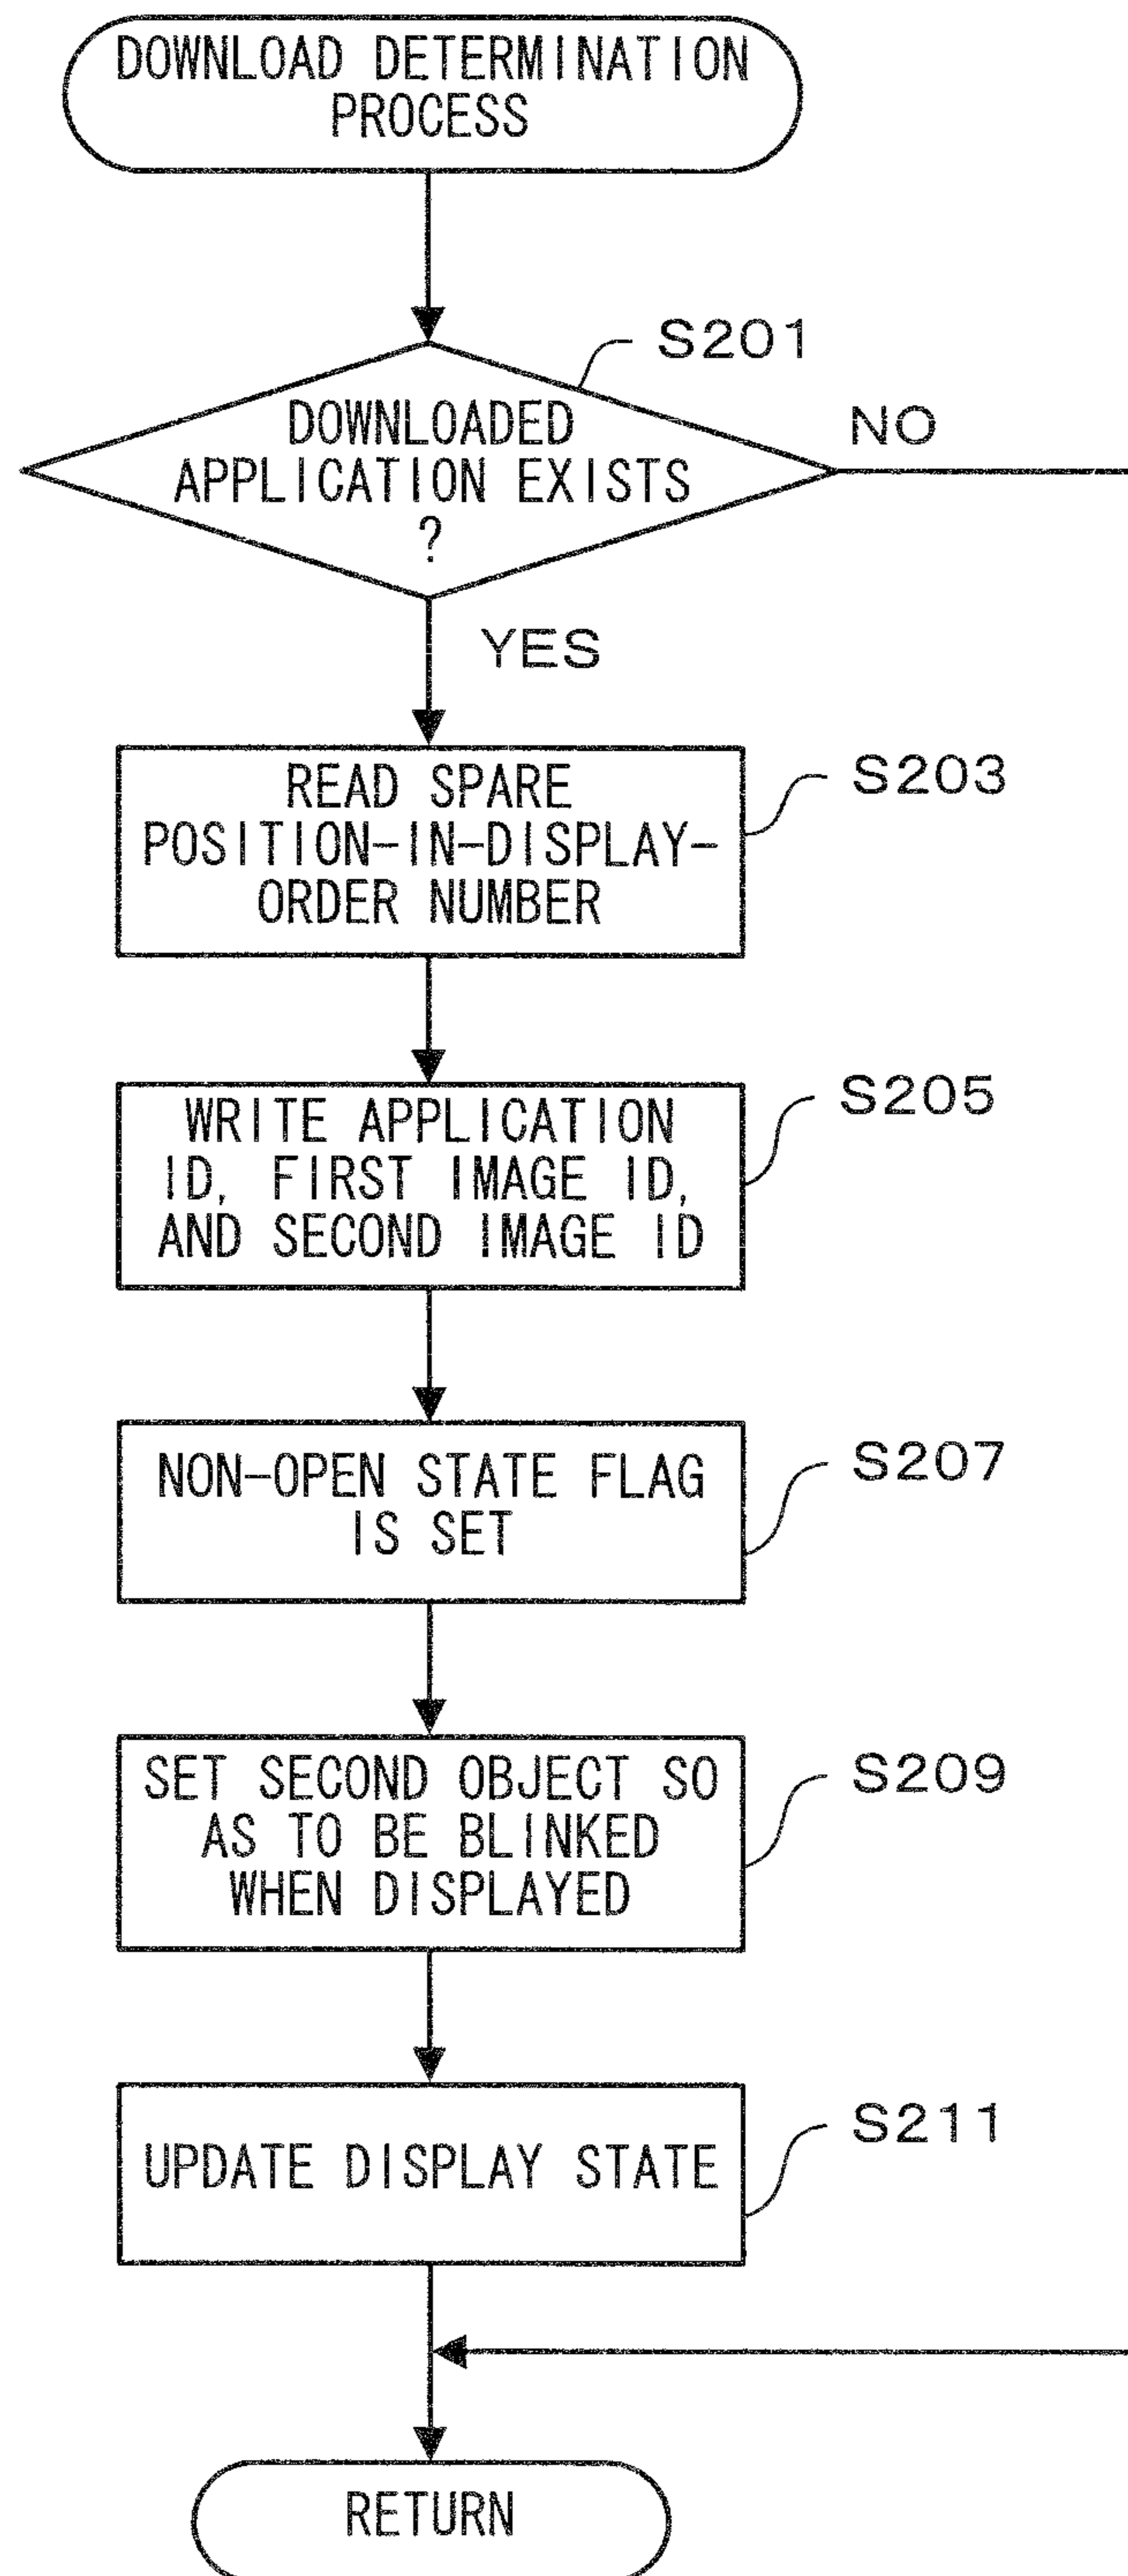 DOWNLOAD DETERMINATION
PROCESS
S201
DOWNLOADED
APPLICATION EXISTS
?
NO
YES
S203
READ SPARE
POSITION-IN-DISPLAY-
ORDER NUMBER
S205
WRITE APPLICATION
ID, FIRST IMAGE ID,
AND SECOND IMAGE ID
S207
NON-OPEN STATE FLAG
IS SET
S209
SET SECOND OBJECT SO
AS TO BE BLINKED
WHEN DISPLAYED
S211
UPDATE DISPLAY STATE
RETURN